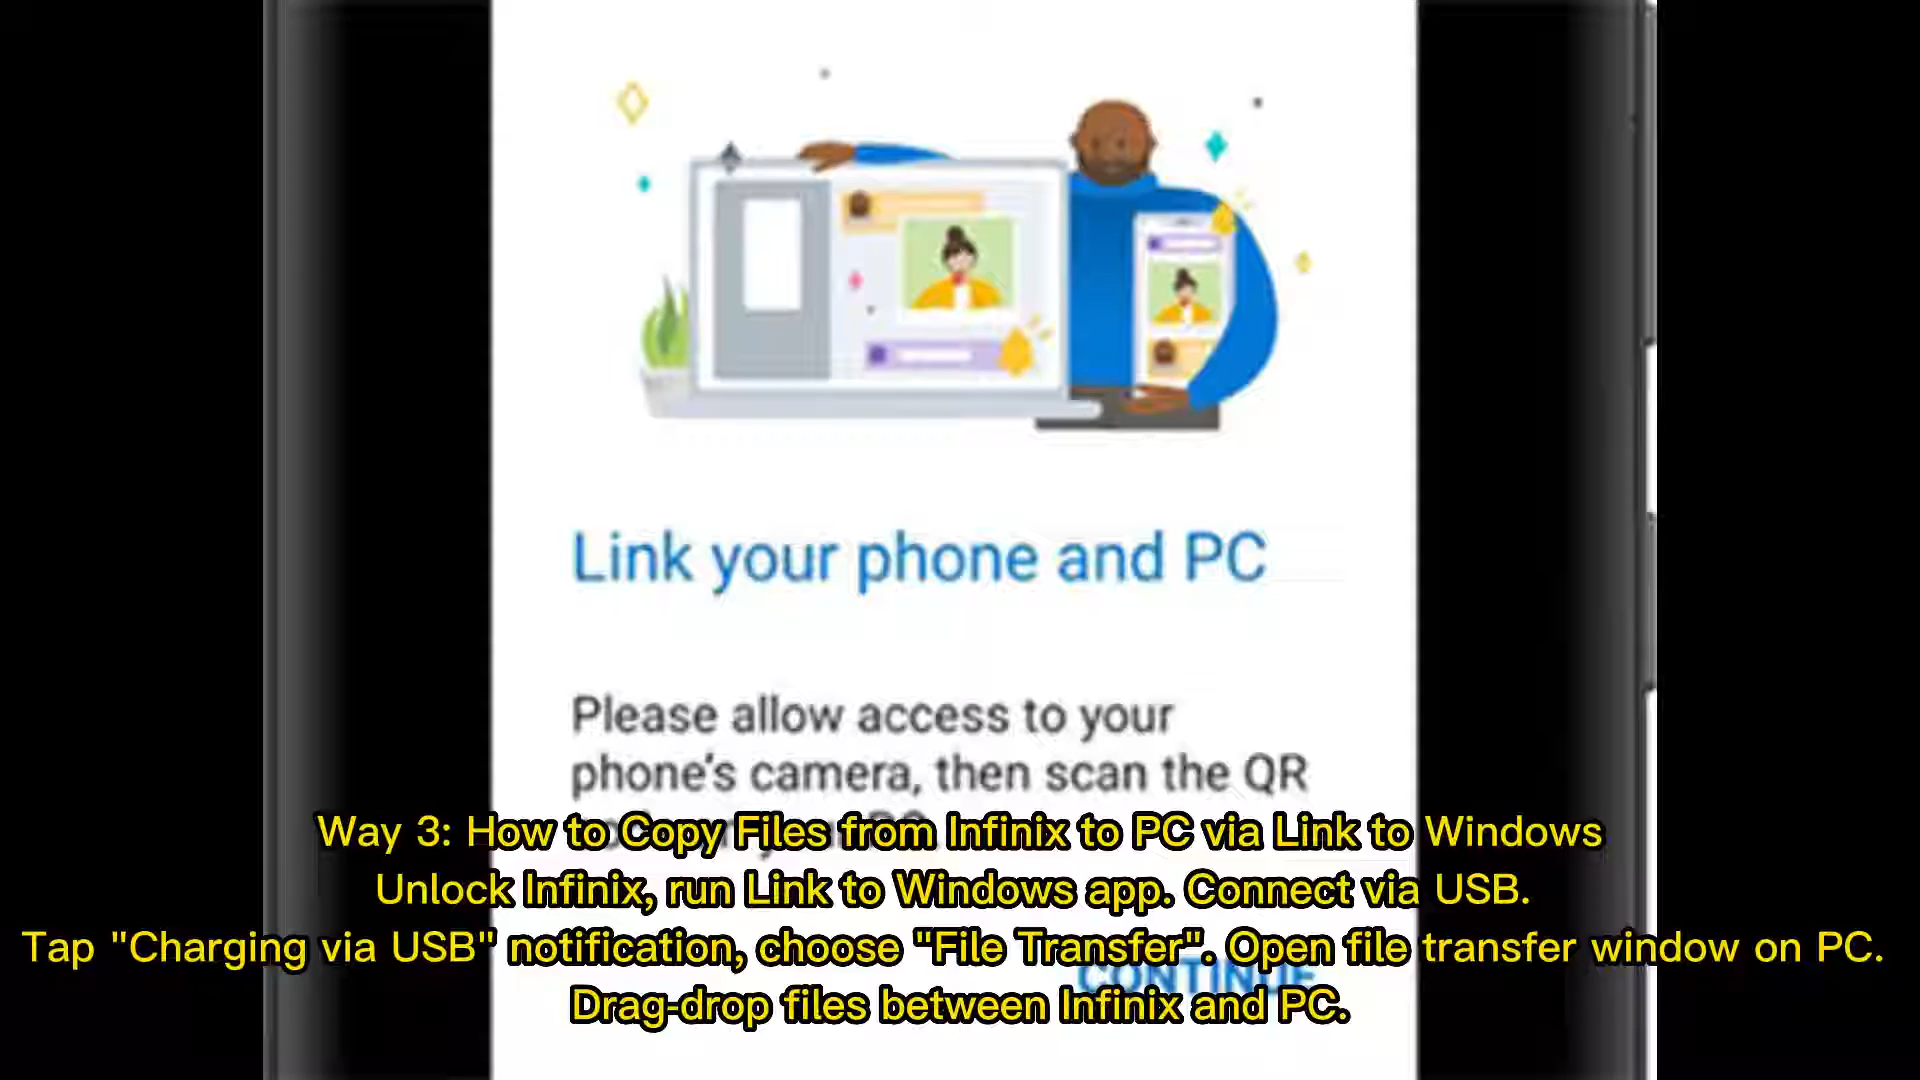 Link your phone and PC
Please allow access to your
phone's camera, then scan the QR
Way 3: How to Copy Files from Infinix to PC via Link to Windows
Unlock Infinix, run Link to Windows app. Connect via USB.
Tap "Charging via USB" notification, choose "File Transfer". Open file transfer window on PC.
CONTINUE
Drag-drop files between Infinix and PC.